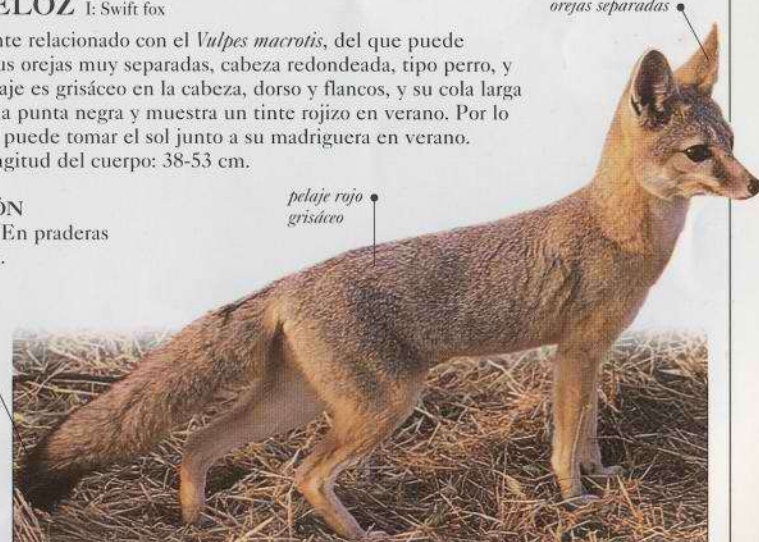 ELOZ I: Swift fox
orejas separadas
nte relacionado con el Vulpes macrotis, del que puede
us orejas muy separadas, cabeza redondeada, tipo perro, y
aje es grisáceo en la cabeza, dorso y flancos, y su cola larga
a punta negra y muestra un tinte rojizo en verano. Por lo
puede tomar el sol junto a su madriguera en verano.
ngitud del cuerpo: 38-53 cm.
pelaje rojo
grisáceo
ÓN
En praderas
.